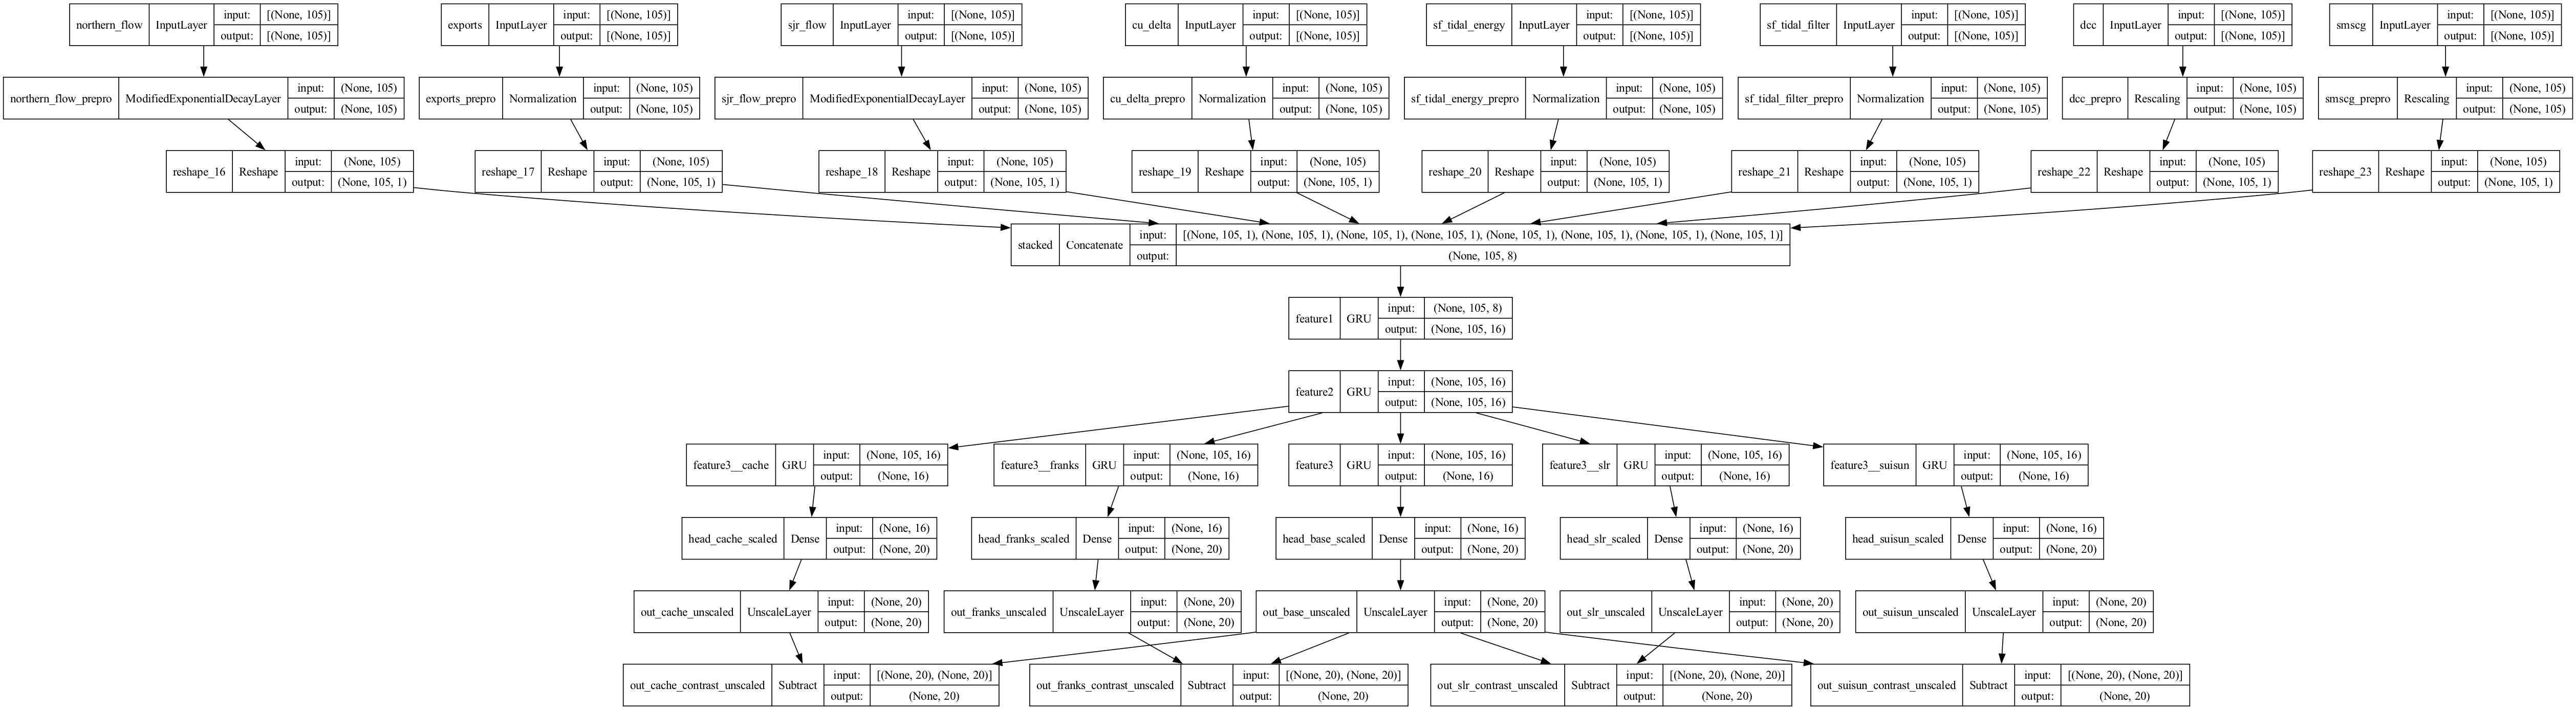 northern_flow InputLayer input: [(None, 105)] output: [(None, 105)]
exports InputLayer input: [(None, 105)] output: [(None, 105)]
sjr_flow InputLayer input: [(None, 105)] output: [(None, 105)]
cu_delta InputLayer input: [(None, 105)] output: [(None, 105)]
sf_tidal_energy InputLayer input: [(None, 105)] output: [(None, 105)]
sf_tidal_filter InputLayer input: [(None, 105)] output: [(None, 105)]
dcc InputLayer input: [(None, 105)] output: [(None, 105)]
smscg InputLayer input: [(None, 105)] output: [(None, 105)]
northern_flow_prepro ModifiedExponentialDecayLayer input: (None, 105) output: (None, 105)
exports_prepro Normalization input: (None, 105) output: (None, 105)
sjr_flow_prepro ModifiedExponentialDecayLayer input: (None, 105) output: (None, 105)
cu_delta_prepro Normalization input: (None, 105) output: (None, 105)
sf_tidal_energy_prepro Normalization input: (None, 105) output: (None, 105)
sf_tidal_filter_prepro Normalization input: (None, 105) output: (None, 105)
dcc_prepro Rescaling input: (None, 105) output: (None, 105)
smscg_prepro Rescaling input: (None, 105) output: (None, 105)
reshape_16 Reshape input: (None, 105) output: (None, 105, 1)
reshape_17 Reshape input: (None, 105) output: (None, 105, 1)
reshape_18 Reshape input: (None, 105) output: (None, 105, 1)
reshape_19 Reshape input: (None, 105) output: (None, 105, 1)
reshape_20 Reshape input: (None, 105) output: (None, 105, 1)
reshape_21 Reshape input: (None, 105) output: (None, 105, 1)
reshape_22 Reshape input: (None, 105) output: (None, 105, 1)
reshape_23 Reshape input: (None, 105) output: (None, 105, 1)
stacked Concatenate input: [(None, 105, 1), (None, 105, 1), (None, 105, 1), (None, 105, 1), (None, 105, 1), (None, 105, 1), (None, 105, 1), (None, 105, 1)] output: (None, 105, 8)
feature1 GRU input: (None, 105, 8) output: (None, 105, 16)
feature2 GRU input: (None, 105, 16) output: (None, 105, 16)
feature3__cache GRU input: (None, 105, 16) output: (None, 16)
feature3__franks GRU input: (None, 105, 16) output: (None, 16)
feature3 GRU input: (None, 105, 16) output: (None, 16)
feature3__slr GRU input: (None, 105, 16) output: (None, 16)
feature3__suisun GRU input: (None, 105, 16) output: (None, 16)
head_cache_scaled Dense input: (None, 16) output: (None, 20)
head_franks_scaled Dense input: (None, 16) output: (None, 20)
head_base_scaled Dense input: (None, 16) output: (None, 20)
head_slr_scaled Dense input: (None, 16) output: (None, 20)
head_suisun_scaled Dense input: (None, 16) output: (None, 20)
out_cache_unscaled UnscaleLayer input: (None, 20) output: (None, 20)
out_franks_unscaled UnscaleLayer input: (None, 20) output: (None, 20)
out_base_unscaled UnscaleLayer input: (None, 20) output: (None, 20)
out_slr_unscaled UnscaleLayer input: (None, 20) output: (None, 20)
out_suisun_unscaled UnscaleLayer input: (None, 20) output: (None, 20)
out_cache_contrast_unscaled Subtract input: [(None, 20), (None, 20)] output: (None, 20)
out_franks_contrast_unscaled Subtract input: [(None, 20), (None, 20)] output: (None, 20)
out_slr_contrast_unscaled Subtract input: [(None, 20), (None, 20)] output: (None, 20)
out_suisun_contrast_unscaled Subtract input: [(None, 20), (None, 20)] output: (None, 20)